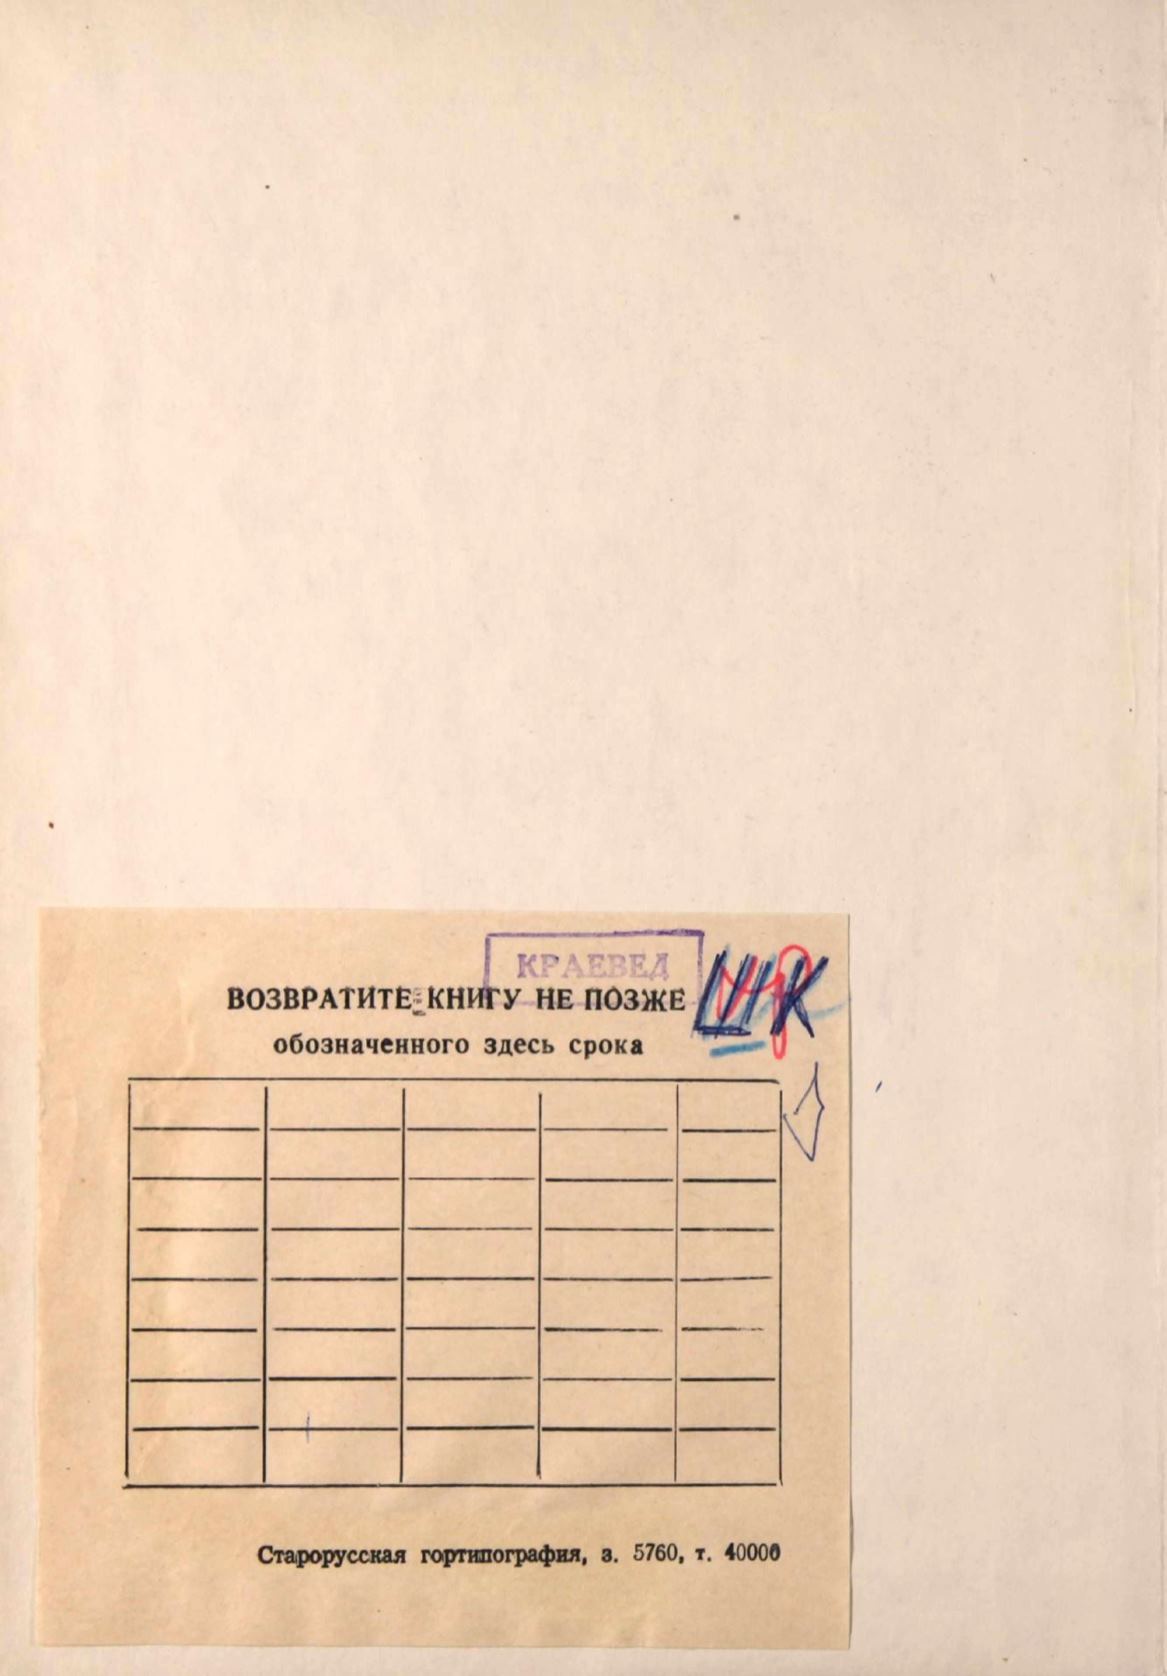 КРАЕВЕД
ВОЗВРАТИТЕ КНИГУ НЕ ПОЗЖЕ
обозначенного здесь срока
Старорусская гортипография, з. 5760, т. 40000